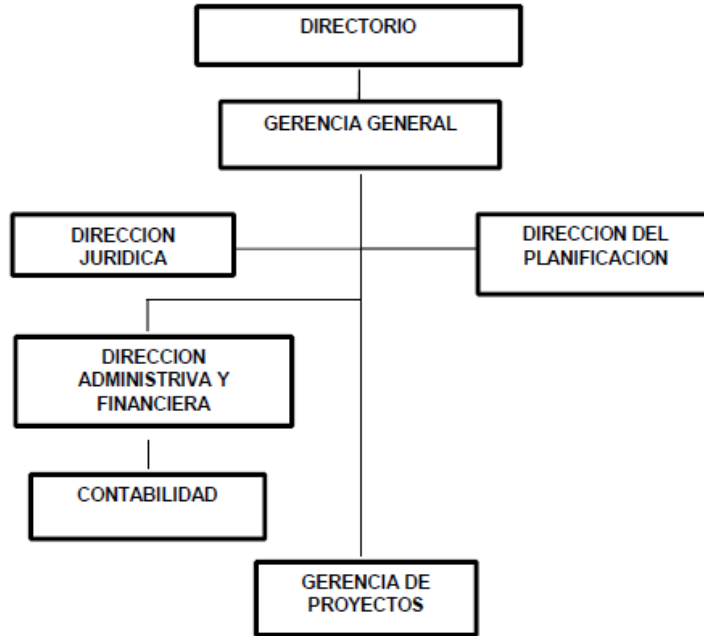 DIRECTORIO
GERENCIA GENERAL
DIRECCION
JURIDICA
DIRECCION DEL
PLANIFICACION
DIRECCION
ADMINISTRIVA Y
FINANCIERA
CONTABILIDAD
GERENCIA DE
PROYECTOS